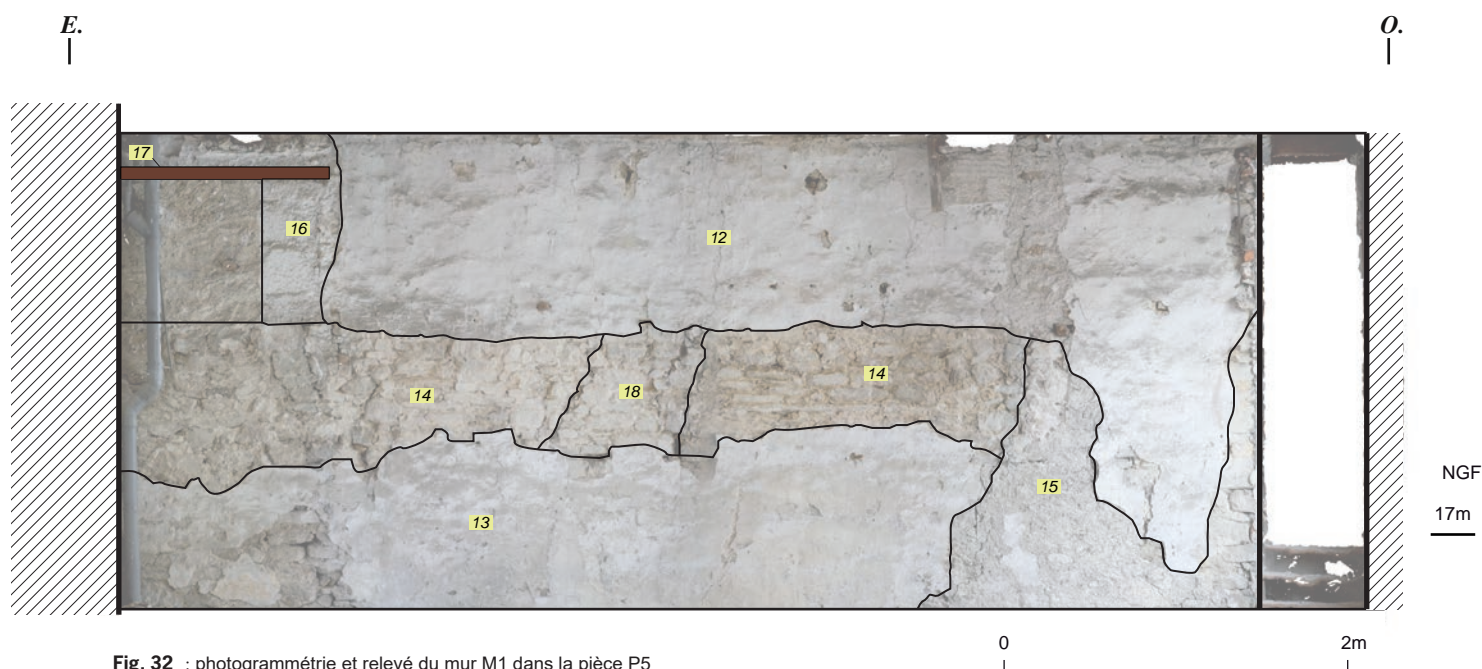 E. O.
17
16
12
14
18
14
15
13
NGF
17m
0 2m
Fig. 32 : photogrammétrie et relevé du mur M1 dans la pièce P5